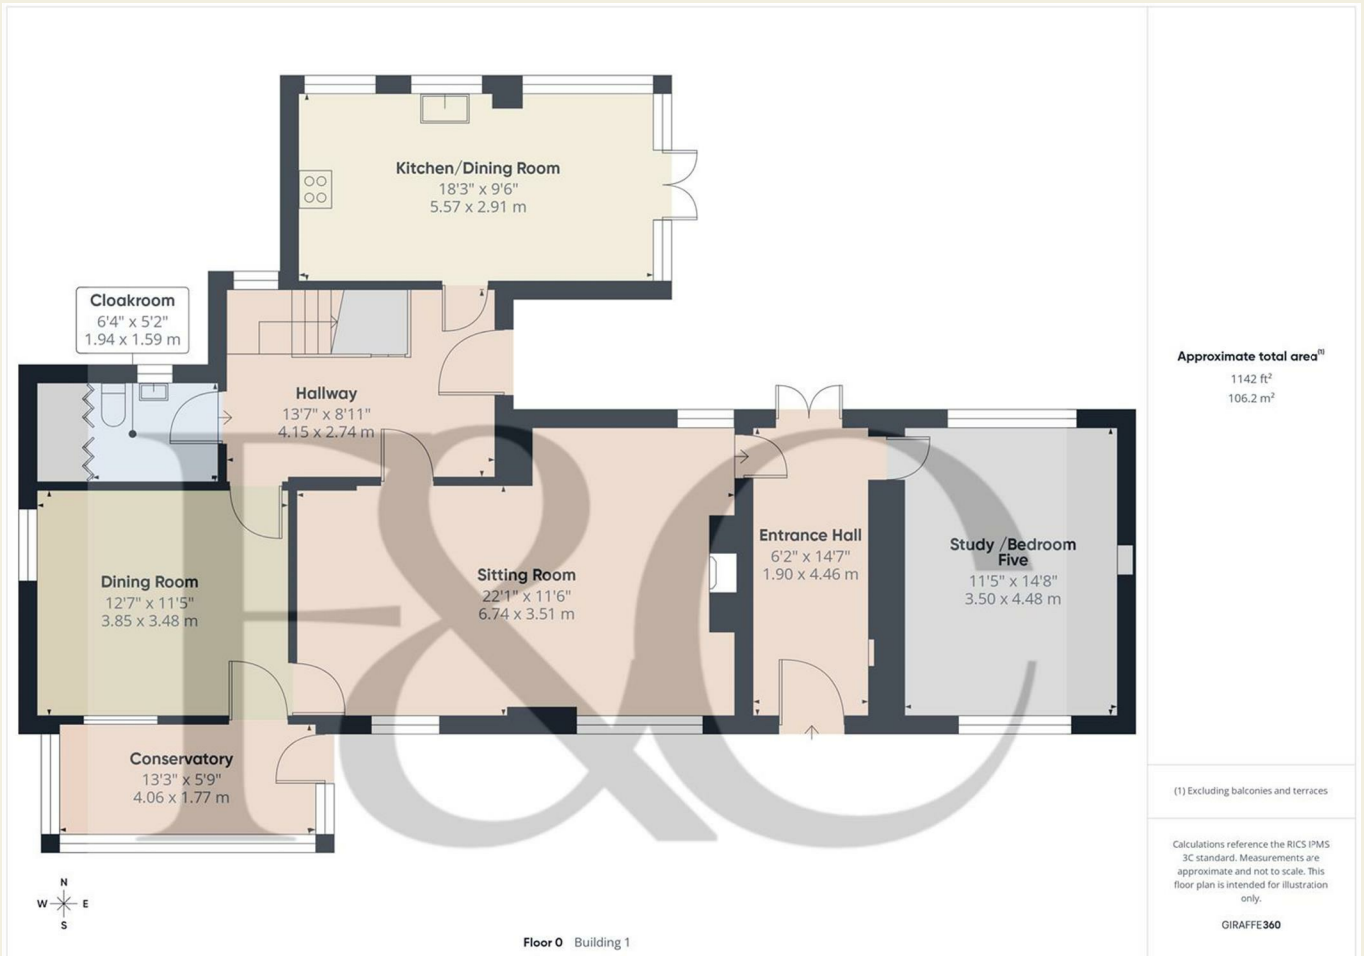 Kitchen/Dining Room
18'3" x 9'6"
5.57 x 2.91 m
Cloakroom
6'4" x 5'2"
1.94 x 1.59 m
Hallway
13'7" x 8'11"
4.15 x 2.74 m
Entrance Hall
6'2" x 14'7"
1.90 x 4.46 m
Study /Bedroom
Five
11'5" x 14'8"
3.50 x 4.48 m
Sitting Room
22'1" x 11'6"
6.74 x 3.51 m
Dining Room
12'7" x 11'5"
3.85 x 3.48 m
Conservatory
13'3" x 5'9"
4.06 x 1.77 m
F&C
N
W E
S
Floor 0 Building 1
Approximate total area(1)
1142 ft²
106.2 m²
(1) Excluding balconies and terraces
Calculations reference the RICS IPMS
3C standard. Measurements are
approximate and not to scale. This
floor plan is intended for illustration
only.
GIRAFFE360